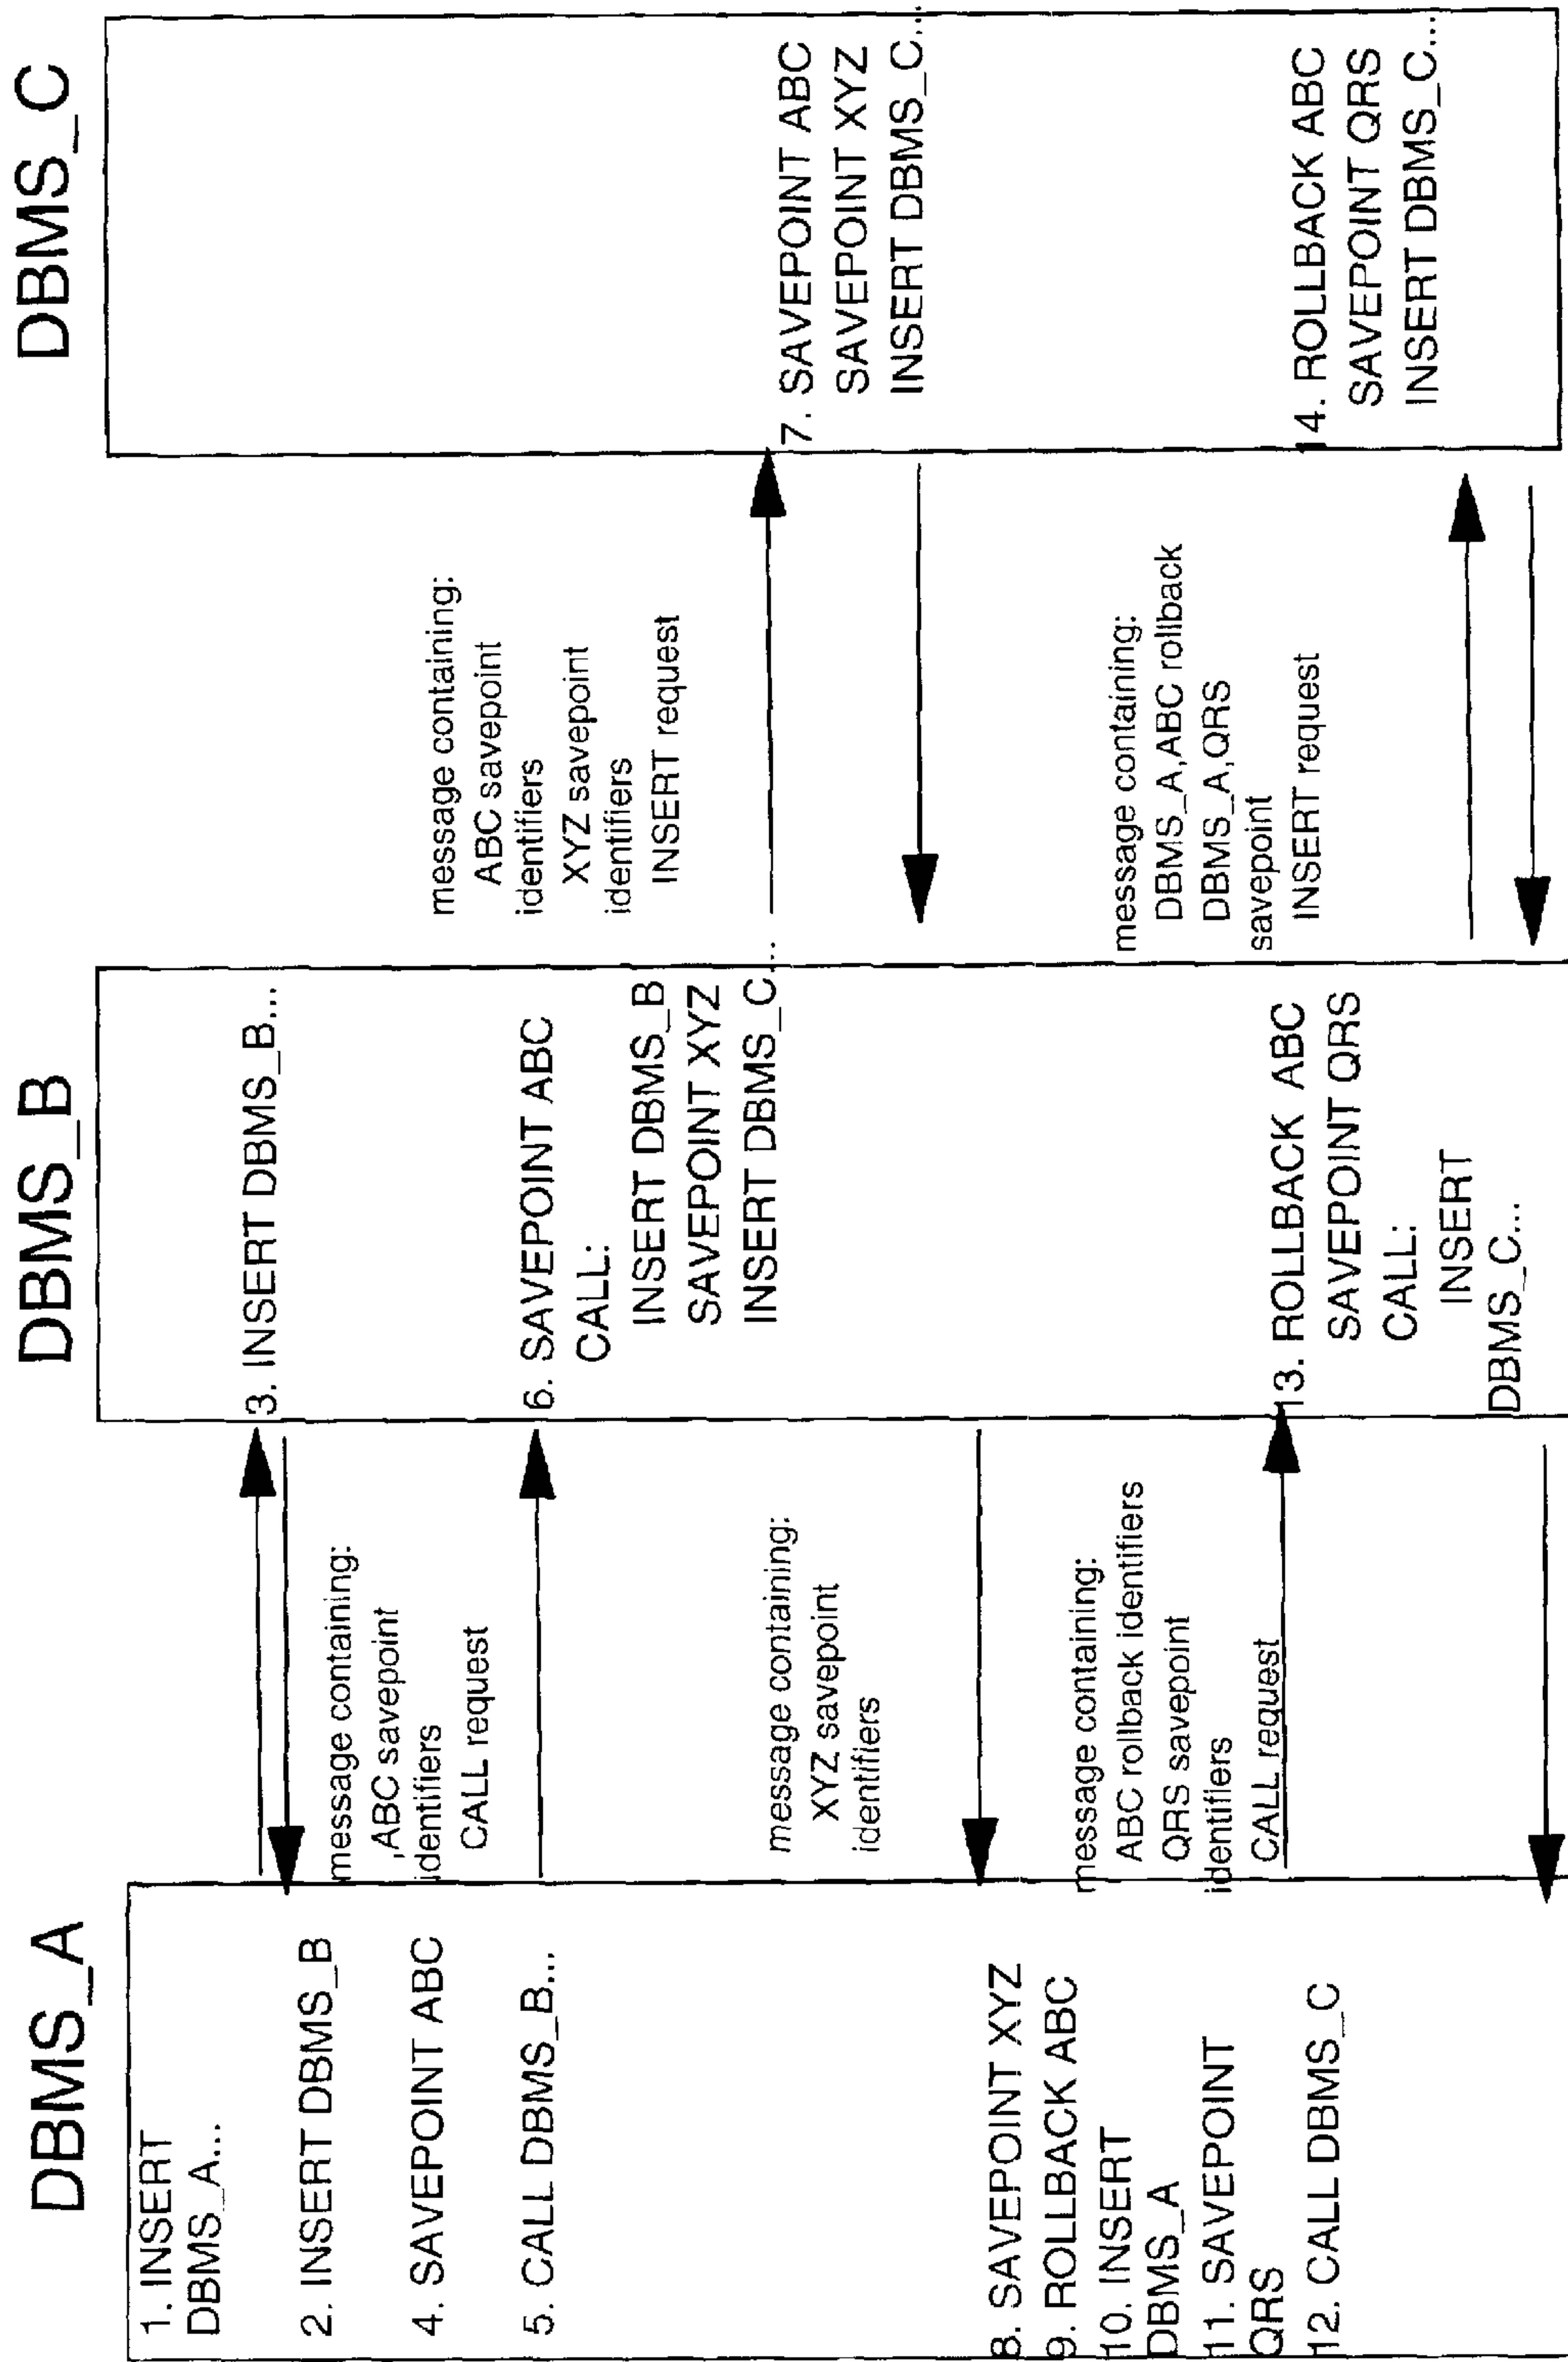 DBMS_A
1. INSERT
DBMS_A...
2. INSERT DBMS_B
4. SAVEPOINT ABC
5. CALL DBMS_B...
8. SAVEPOINT XYZ
9. ROLLBACK ABC
10. INSERT
DBMS_A
11. SAVEPOINT
QRS
12. CALL DBMS_C
message containing:
,ABC savepoint
identifiers
CALL request
message containing:
XYZ savepoint
identifiers
message containing:
ABC rollback identifiers
QRS savepoint
identifiers
CALL request
DBMS_B
3. INSERT DBMS_B...
6. SAVEPOINT ABC
CALL:
INSERT DBMS_B
SAVEPOINT XYZ
INSERT DBMS_C...
13. ROLLBACK ABC
SAVEPOINT QRS
CALL:
INSERT
DBMS_C...
message containing:
ABC savepoint
identifiers
XYZ savepoint
identifiers
INSERT request
message containing:
DBMS_A,ABC rollback
DBMS_A,QRS
savepoint
INSERT request
DBMS_C
7. SAVEPOINT ABC
SAVEPOINT XYZ
INSERT DBMS_C...
14. ROLLBACK ABC
SAVEPOINT QRS
INSERT DBMS_C...